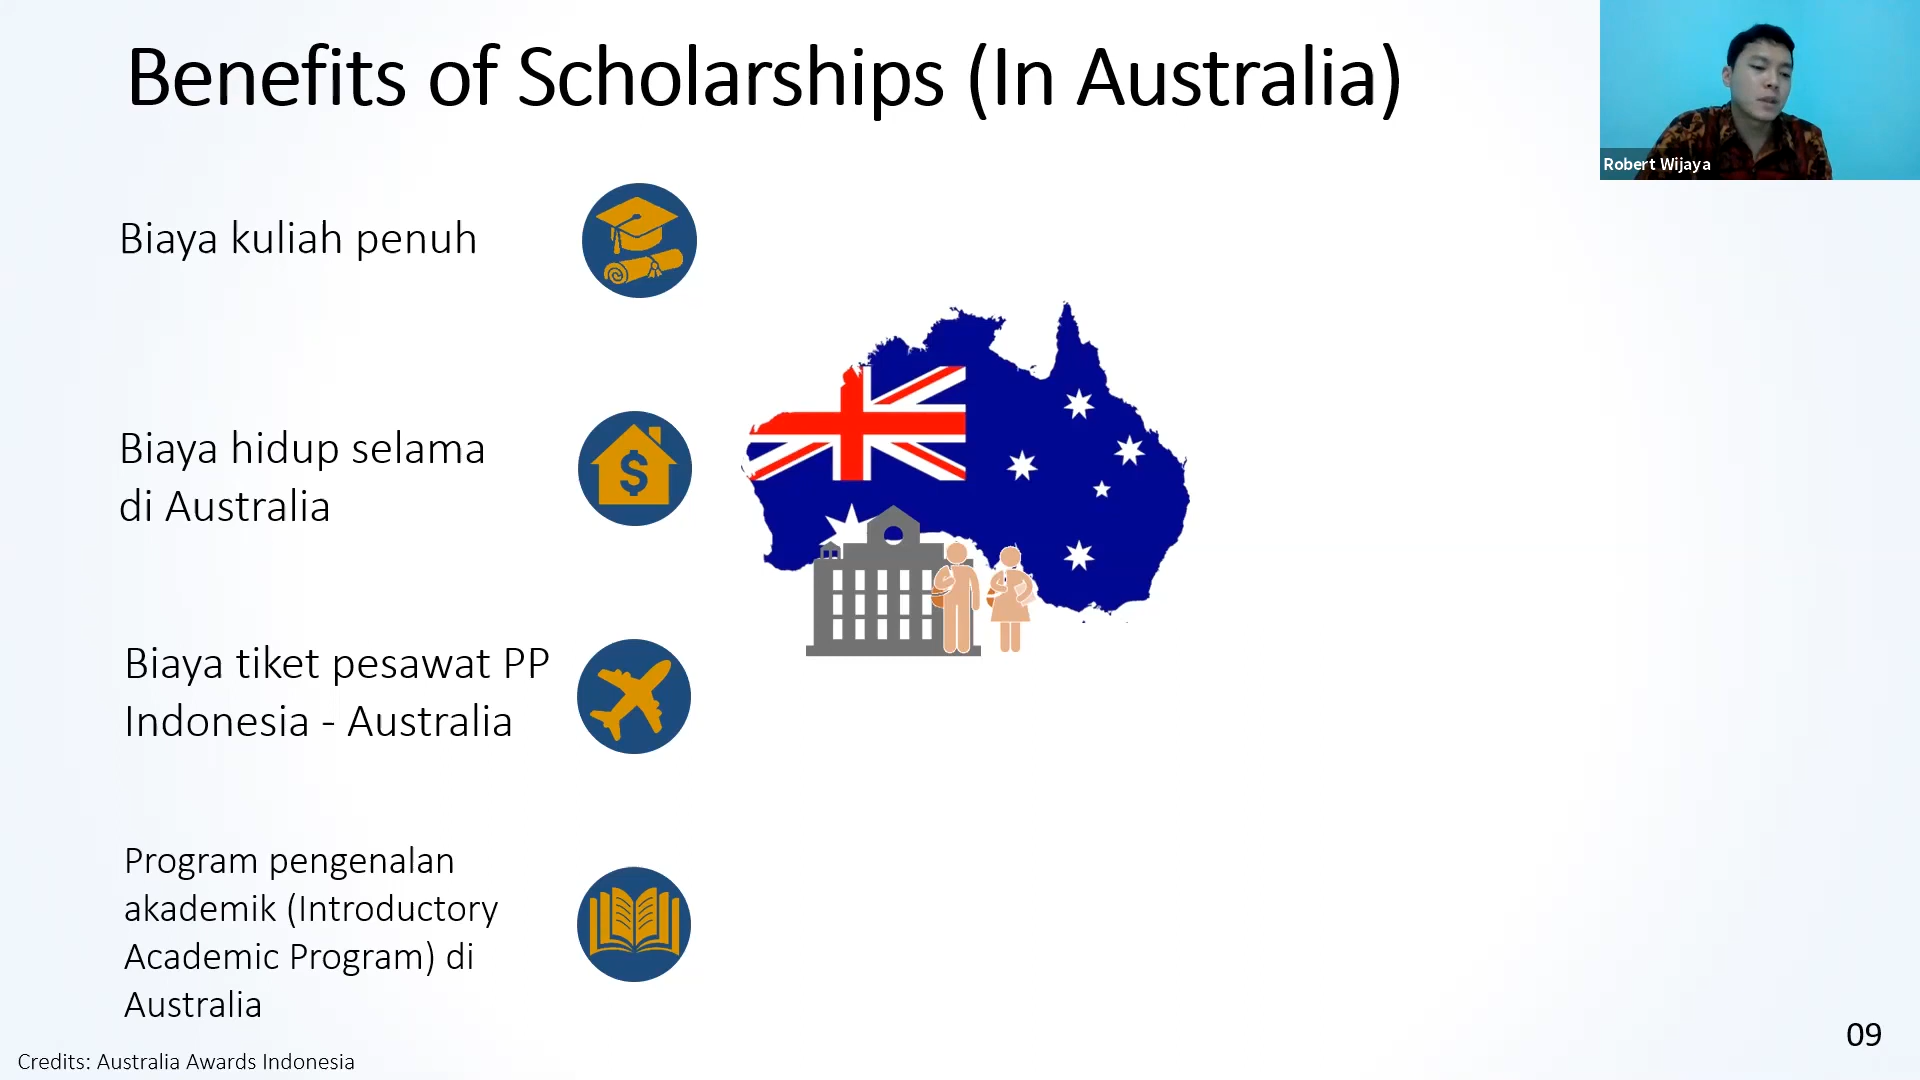 Benefits of Scholarships (In Australia)
Robert Wijaya
Biaya kuliah penuh
Biaya hidup selama
di Australia
$
Biaya tiket pesawat PP
Indonesia - Australia
Program pengenalan
akademik (Introductory
Academic Program) di
Australia
09
Credits: Australia Awards Indonesia